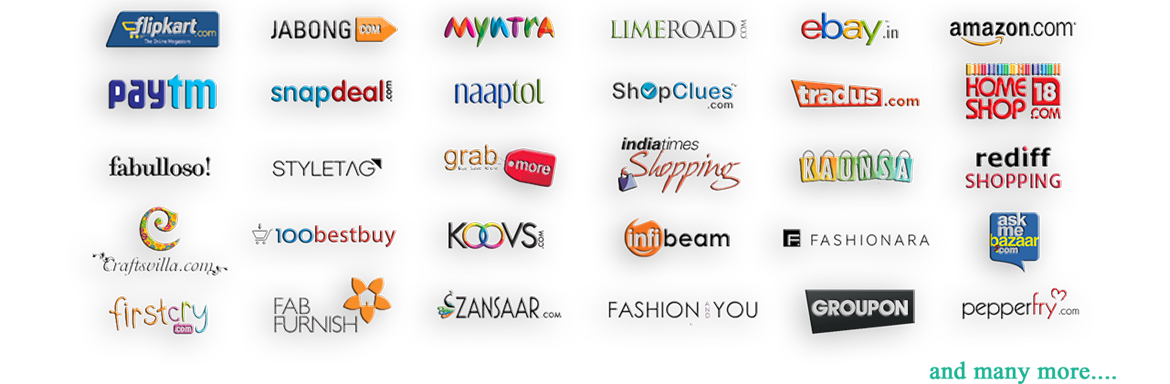 flipkart.com
The Online Megastore
JABONG.COM
myntra
LIMEROAD.COM
ebay.in
amazon.com
paytm
snapdeal.com
naaptol
ShopClues
.com
tradus.com
HOME
SHOP 18
.COM
fabulloso!
STYLETAG
grab
more
indiatimes
Shopping
KAUNSA
rediff
SHOPPING
Craftsvilla.com
100bestbuy
KOOVS.COM
infibeam
F FASHIONARA
ask
me
bazaar
.com
firstcry
.com
FAB
FURNISH
ZANSAAR.COM
FASHION AND YOU
GROUPON
pepperfry.com
and many more....